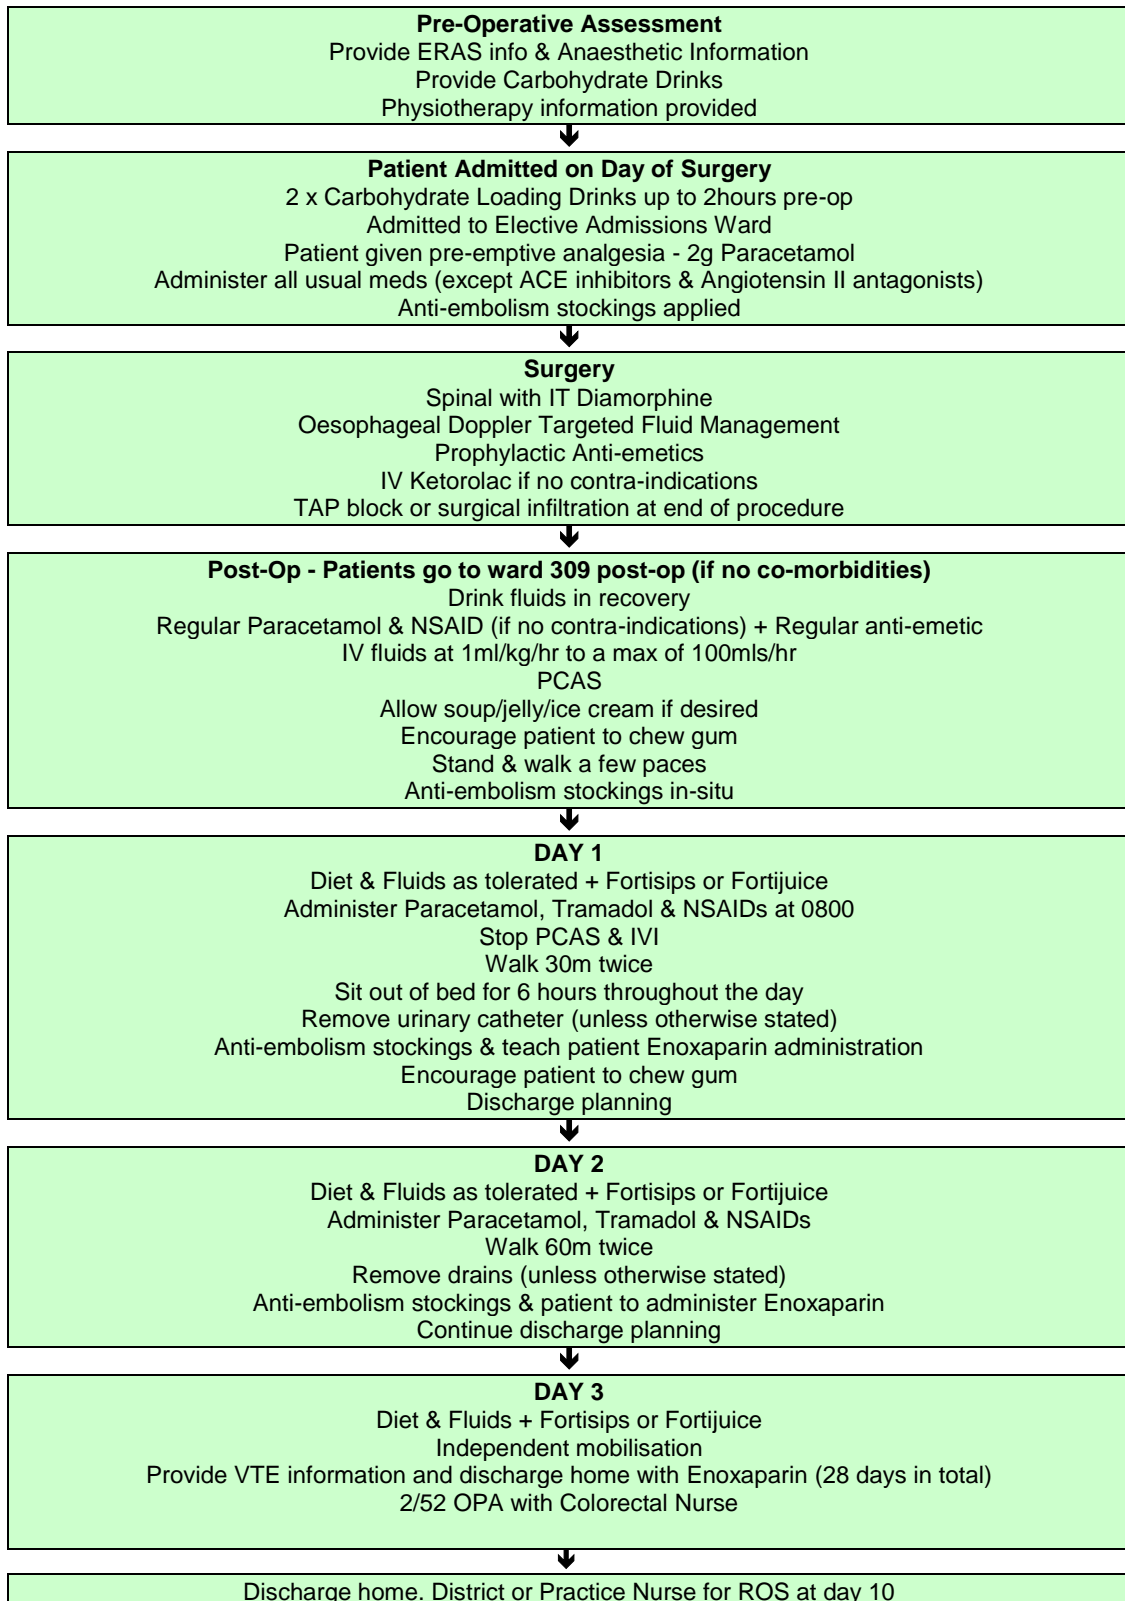 Pre-Operative Assessment
Provide ERAS info & Anaesthetic Information
Provide Carbohydrate Drinks
Physiotherapy information provided
Patient Admitted on Day of Surgery
2 x Carbohydrate Loading Drinks up to 2hours pre-op
Admitted to Elective Admissions Ward
Patient given pre-emptive analgesia - 2g Paracetamol
Administer all usual meds (except ACE inhibitors & Angiotensin II antagonists)
Anti-embolism stockings applied
Surgery
Spinal with IT Diamorphine
Oesophageal Doppler Targeted Fluid Management
Prophylactic Anti-emetics
IV Ketorolac if no contra-indications
TAP block or surgical infiltration at end of procedure
Post-Op - Patients go to ward 309 post-op (if no co-morbidities)
Drink fluids in recovery
Regular Paracetamol & NSAID (if no contra-indications) + Regular anti-emetic
IV fluids at 1ml/kg/hr to a max of 100mls/hr
PCAS
Allow soup/jelly/ice cream if desired
Encourage patient to chew gum
Stand & walk a few paces
Anti-embolism stockings in-situ
DAY 1
Diet & Fluids as tolerated + Fortisips or Fortijuice
Administer Paracetamol, Tramadol & NSAIDs at 0800
Stop PCAS & IVI
Walk 30m twice
Sit out of bed for 6 hours throughout the day
Remove urinary catheter (unless otherwise stated)
Anti-embolism stockings & teach patient Enoxaparin administration
Encourage patient to chew gum
Discharge planning
DAY 2
Diet & Fluids as tolerated + Fortisips or Fortijuice
Administer Paracetamol, Tramadol & NSAIDs
Walk 60m twice
Remove drains (unless otherwise stated)
Anti-embolism stockings & patient to administer Enoxaparin
Continue discharge planning
DAY 3
Diet & Fluids + Fortisips or Fortijuice
Independent mobilisation
Provide VTE information and discharge home with Enoxaparin (28 days in total)
2/52 OPA with Colorectal Nurse
Discharge home. District or Practice Nurse for ROS at day 10